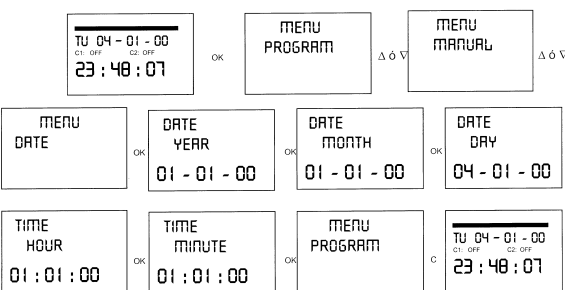 TU 04 - 01 - 00
C1: OFF C2: OFF
23 : 48 : 07
OK
MENU
PROGRAM
Δ ó ∇
MENU
MANUAL
Δ ó ∇
MENU
DATE
OK
DATE
YEAR
01 - 01 - 00
OK
DATE
MONTH
01 - 01 - 00
OK
DATE
DAY
04 - 01 - 00
TIME
HOUR
01 : 01 : 00
OK
TIME
MINUTE
01 : 01 : 00
OK
MENU
PROGRAM
C
TU 04 - 01 - 00
C1: OFF C2: OFF
23 : 48 : 07